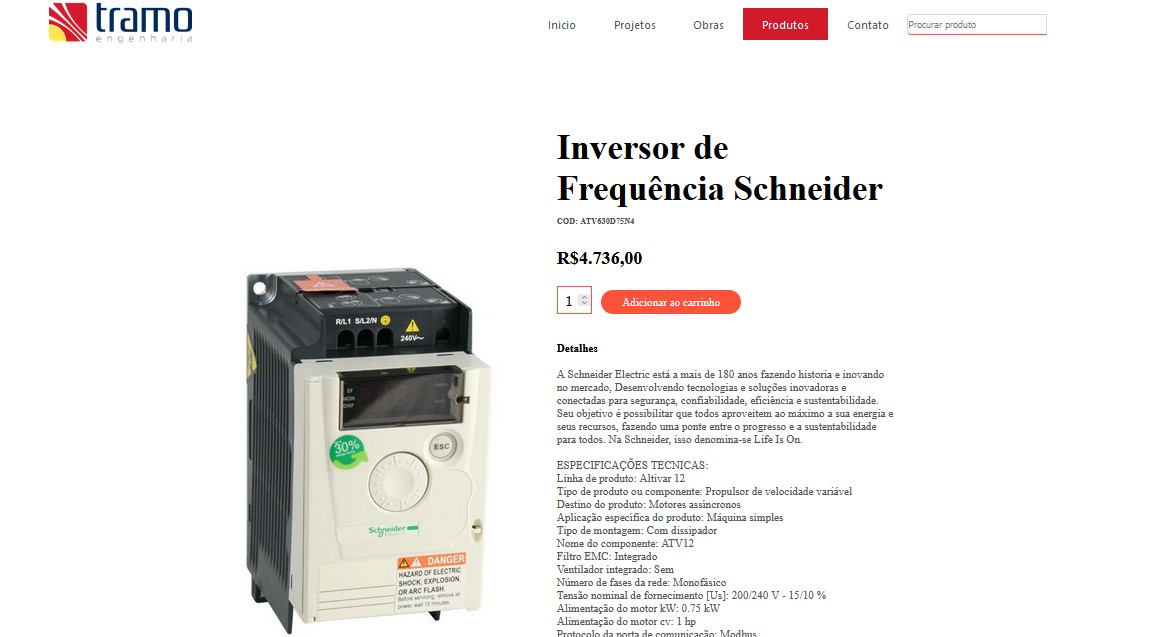 tramo
engenharia
Inicio
Projetos
Obras
Produtos
Contato
Procurar produto
Inversor de
Frequência Schneider
COD: ATV630D75N4
R$4.736,00
1
Adicionar ao carrinho
Detalhes
A Schneider Electric está a mais de 180 anos fazendo historia e inovando
no mercado, Desenvolvendo tecnologias e soluções inovadoras e
conectadas para segurança, confiabilidade, eficiência e sustentabilidade.
Seu objetivo é possibilitar que todos aproveitem ao máximo a sua energia e
seus recursos, fazendo uma ponte entre o progresso e a sustentabilidade
para todos. Na Schneider, isso denomina-se Life Is On.
ESPECIFICAÇÕES TECNICAS:
Linha de produto: Altivar 12
Tipo de produto ou componente: Propulsor de velocidade variável
Destino do produto: Motores assíncronos
Aplicação específica do produto: Máquina simples
Tipo de montagem: Com dissipador
Nome do componente: ATV12
Filtro EMC: Integrado
Ventilador integrado: Sem
Número de fases da rede: Monofásico
Tensão nominal de fornecimento [Us]: 200/240 V - 15/10 %
Alimentação do motor kW: 0.75 kW
Alimentação do motor cv: 1 hp
Protocolo da porta de comunicação: Modbus
R/L1 S/L2/N
240V~
MON
30%
ESC
Schneider
Electric
DANGER
HAZARD OF ELECTRIC
SHOCK, EXPLOSION,
OR ARC FLASH.
Before servicing, remove all
power, wait 15 minutes.